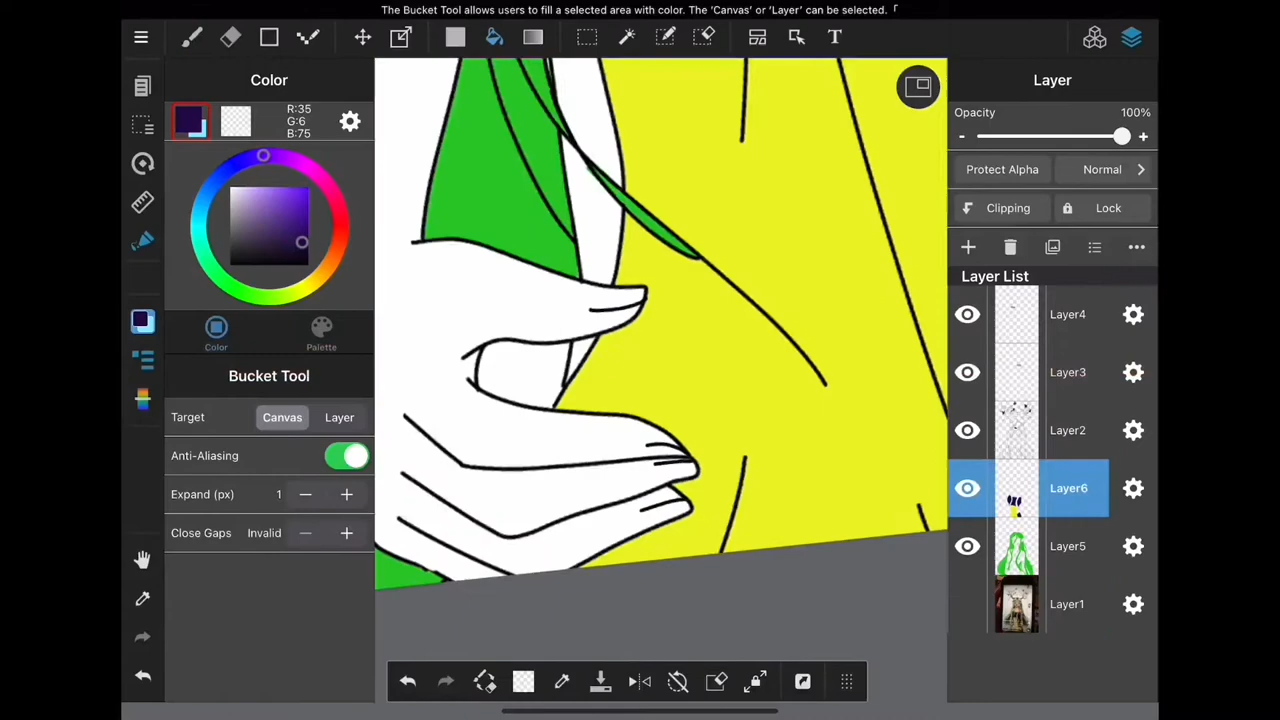 The Bucket Tool allows users to fill a selected area with color. The 'Canvas' or 'Layer' can be selected.「
T
Color
R:35
G:6
B:75
Color
Palette
Bucket Tool
Target
Canvas
Layer
Anti-Aliasing
Expand (px)
1
Close Gaps
Invalid
Layer
Opacity
100%
Protect Alpha
Normal
Clipping
Lock
Layer List
Layer4
Layer3
Layer2
Layer6
Layer5
Layer1